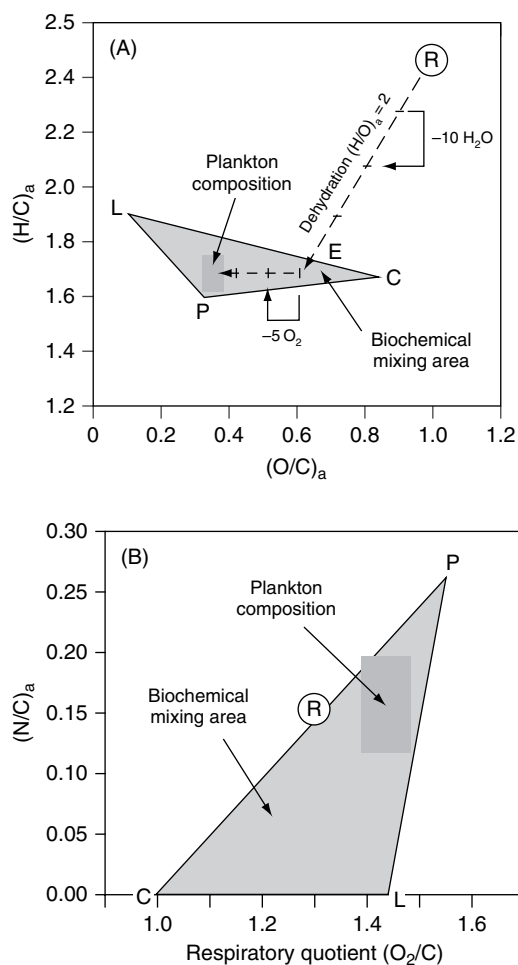 (A)
2.5
2.4
2.2
2.0
1.8
1.6
1.4
1.2
(H/C)ₐ
R
Dehydration (H/O)ₐ = 2
–10 H₂O
Plankton
composition
L
E
C
P
–5 O₂
Biochemical
mixing area
0
0.2
0.4
0.6
0.8
1.0
1.2
(O/C)ₐ
(B)
0.30
0.25
0.20
0.15
0.10
0.05
0.00
(N/C)ₐ
P
Plankton
composition
R
Biochemical
mixing area
C
L
1.0
1.2
1.4
1.6
Respiratory quotient (O₂/C)